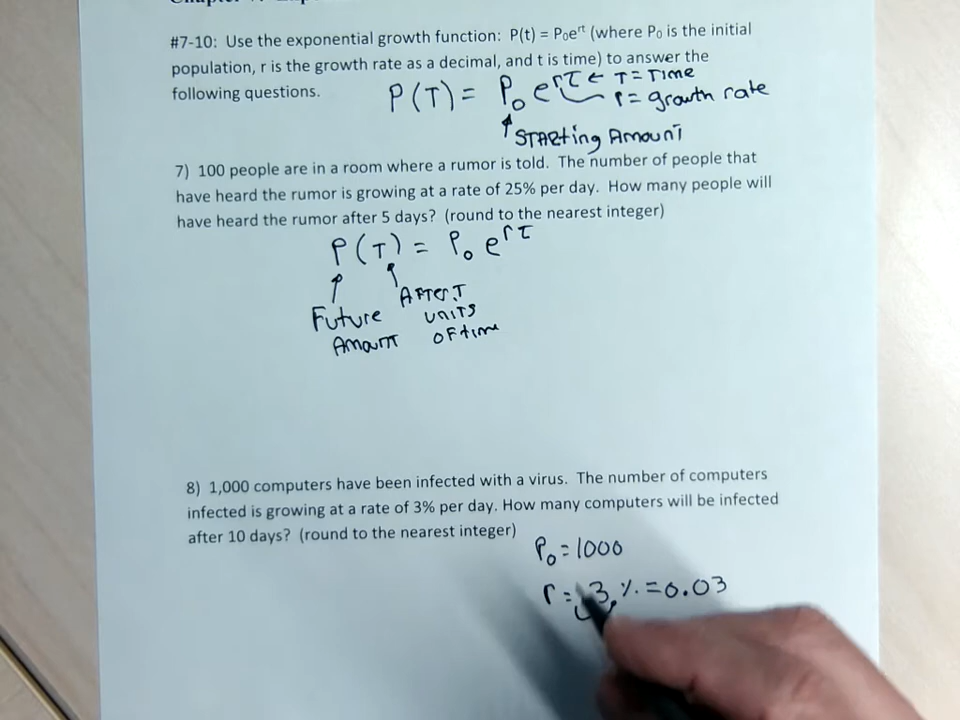 #7-10: Use the exponential growth function: P(t) = P₀eʳᵗ (where P₀ is the initial
population, r is the growth rate as a decimal, and t is time) to answer the
following questions.
P(T) = P₀ eʳᵗ ← T = Time
r = growth rate
↑ STARting AmounT
7) 100 people are in a room where a rumor is told. The number of people that
have heard the rumor is growing at a rate of 25% per day. How many people will
have heard the rumor after 5 days? (round to the nearest integer)
P(T) = P₀ eʳᵗ
Future Amount
AFTER T units of time
8) 1,000 computers have been infected with a virus. The number of computers
infected is growing at a rate of 3% per day. How many computers will be infected
after 10 days? (round to the nearest integer)
P₀ = 1000
r = 3.% = 0.03